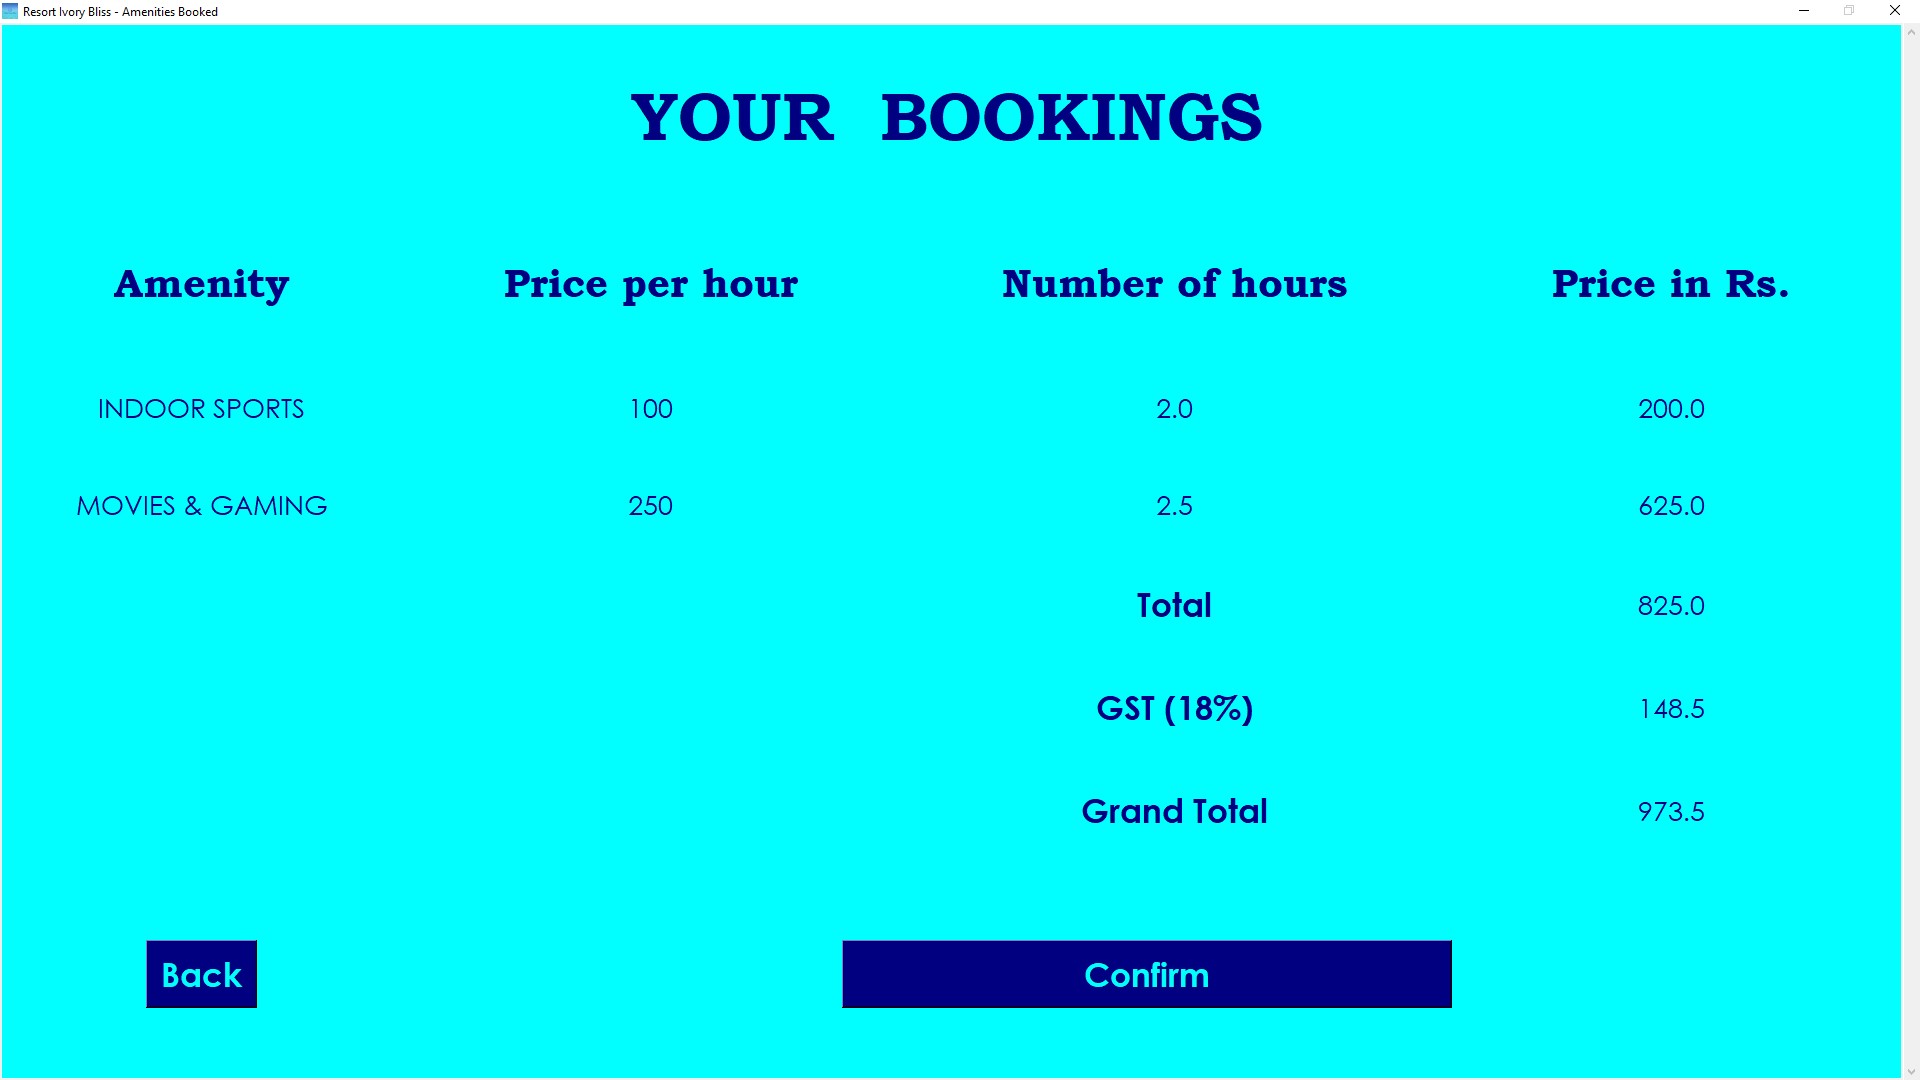 Resort Ivory Bliss - Amenities Booked
YOUR BOOKINGS
Amenity Price per hour Number of hours Price in Rs.
INDOOR SPORTS 100 2.0 200.0
MOVIES & GAMING 250 2.5 625.0
Total 825.0
GST (18%) 148.5
Grand Total 973.5
Back Confirm